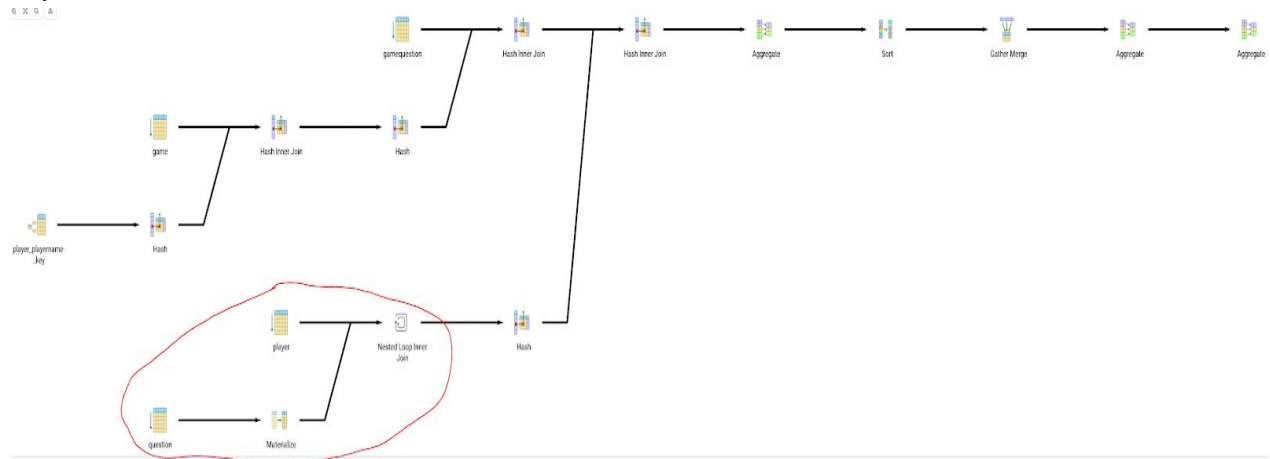 gamequestion
Hash Inner Join
Hash Inner Join
Aggregate
Sort
Gather Merge
Aggregate
Aggregate
game
Hash Inner Join
Hash
player_playername
_key
Hash
player
Nested Loop Inner
Join
Hash
question
Materialize